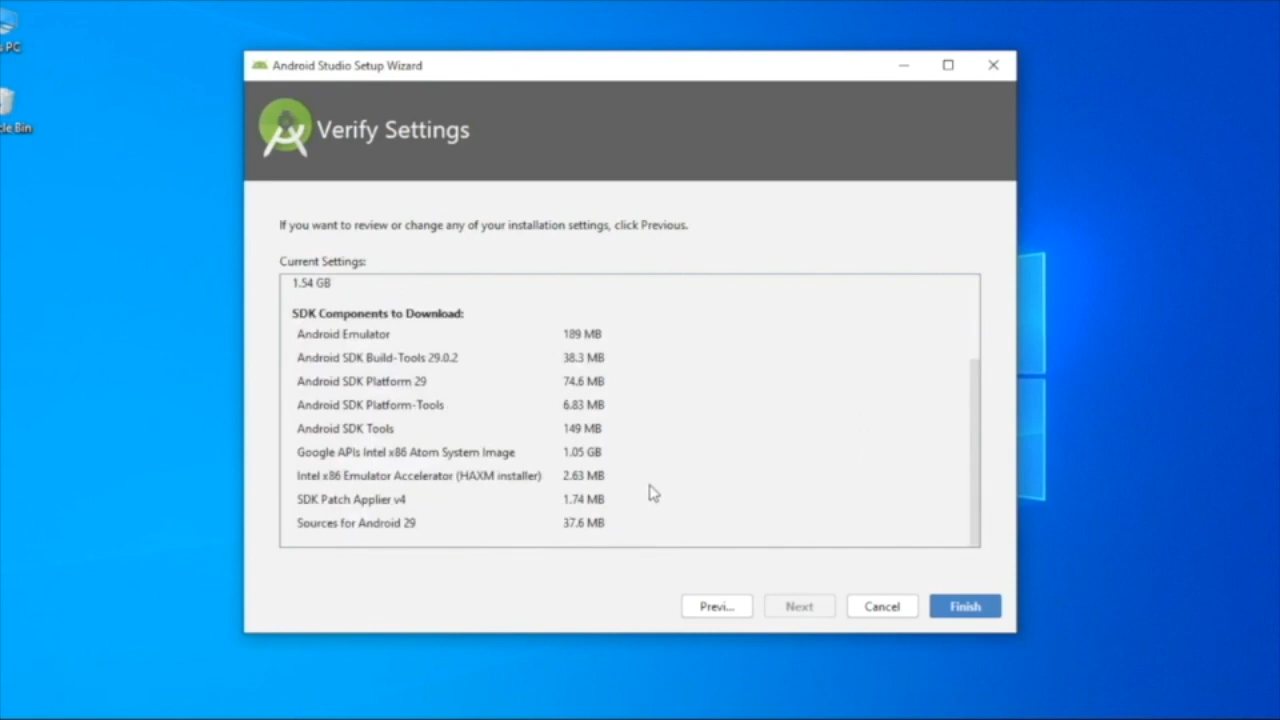 s PC
cle Bin
Android Studio Setup Wizard
Verify Settings
If you want to review or change any of your installation settings, click Previous.
Current Settings:
1.54 GB
SDK Components to Download:
Android Emulator 189 MB
Android SDK Build-Tools 29.0.2 38.3 MB
Android SDK Platform 29 74.6 MB
Android SDK Platform-Tools 6.83 MB
Android SDK Tools 149 MB
Google APIs Intel x86 Atom System Image 1.05 GB
Intel x86 Emulator Accelerator (HAXM installer) 2.63 MB
SDK Patch Applier v4 1.74 MB
Sources for Android 29 37.6 MB
Previ... Next Cancel Finish